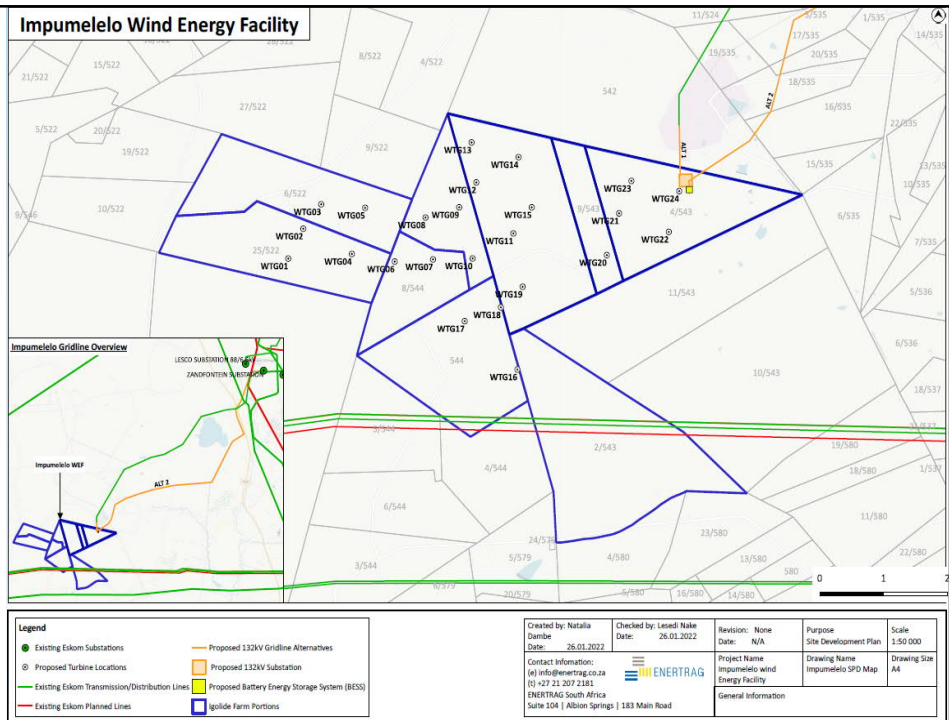 Impumelelo Wind Energy Facility
11/524
3/535
1/535
14/535
17/535
19/535
20/535
8/522
4/522
15/522
21/522
542
18/535
16/535
27/522
5/522
20/522
22/535
19/522
9/522
ALT 2
ALT 1
15/535
13/535
WTG13
WTG14
10/535
WTG12
WTG23
WTG24
6/522
9/543
4/543
10/522
9/546
WTG03
WTG05
WTG09
WTG15
WTG08
WTG21
6/535
WTG02
WTG11
WTG22
7/535
25/522
WTG01
WTG04
WTG06
WTG07
WTG10
WTG20
8/544
11/543
5/536
WTG19
WTG18
WTG17
544
6/536
WTG16
10/543
18/537
Impumelelo Gridline Overview
LESCO SUBSTATION 88/6.6kV
ZANDFONTEIN SUBSTATION
Impumelelo WEF
ALT 2
5/544
2/543
19/580
4/544
18/580
1/537
6/544
11/580
23/580
24/579
3/544
5/579
4/580
13/580
22/580
580
6/579
20/579
5/580
16/580
14/580
0 1 2
Legend
Existing Eskom Substations
Proposed Turbine Locations
Existing Eskom Transmission/Distribution Lines
Existing Eskom Planned Lines
Proposed 132kV Gridline Alternatives
Proposed 132kV Substation
Proposed Battery Energy Storage System (BESS)
Igolide Farm Portions
Created by: Natalia
Dambe
Date: 26.01.2022
Checked by: Lesedi Nake
Date: 26.01.2022
Revision: None
Date: N/A
Purpose
Site Development Plan
Scale
1:50 000
Contact Infomation:
(e) info@enertrag.co.za
(t) +27 21 207 2181
ENERTRAG South Africa
Suite 104 | Albion Springs | 183 Main Road
ENERTRAG
Project Name
Impumelelo wind
Energy Facility
Drawing Name
Impumelelo SPD Map
Drawing Size
A4
General Information